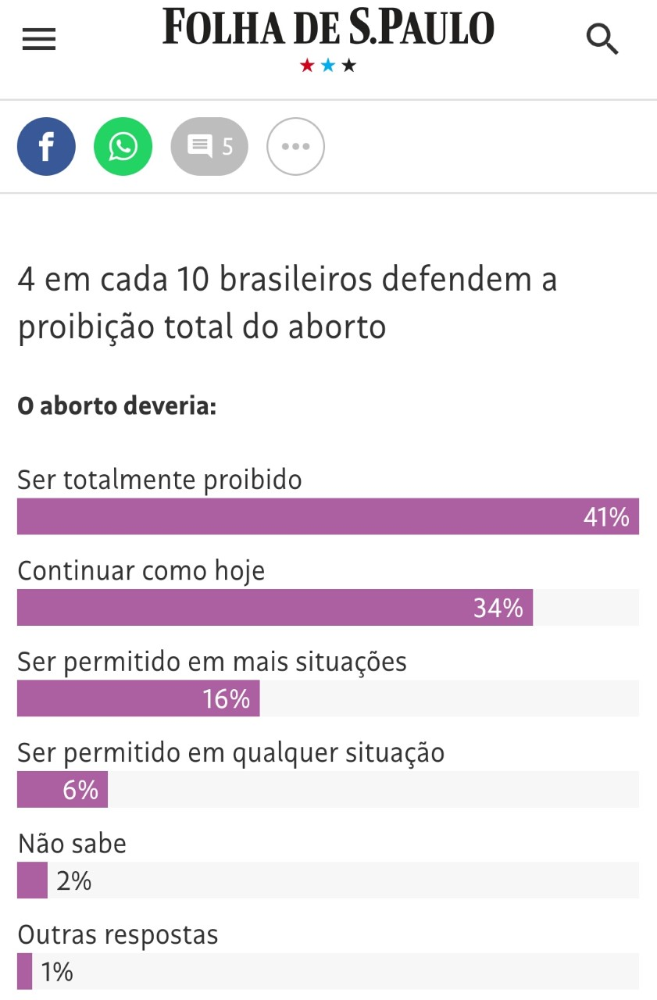 FOLHA DE S.PAULO
5
4 em cada 10 brasileiros defendem a
proibição total do aborto
O aborto deveria:
Ser totalmente proibido
41%
Continuar como hoje
34%
Ser permitido em mais situações
16%
Ser permitido em qualquer situação
6%
Não sabe
2%
Outras respostas
1%